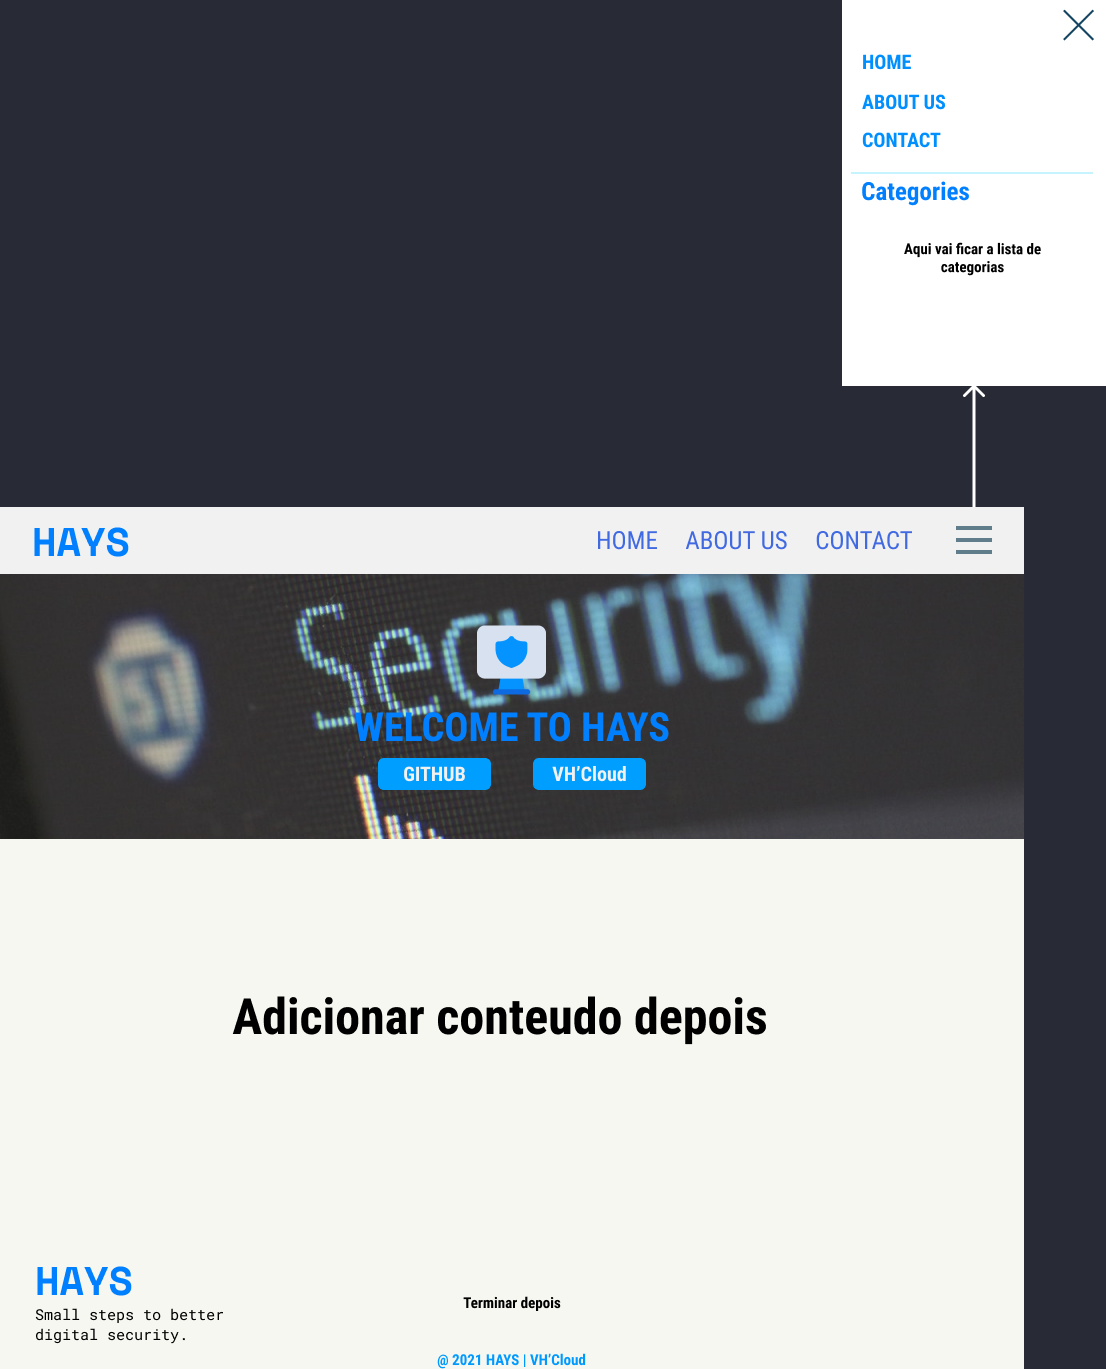 HOME
ABOUT US
CONTACT
Categories
Aqui vai ficar a lista de
categorias
HAYS
HOME ABOUT US CONTACT
Security
51
WELCOME TO HAYS
GITHUB VH’Cloud
Adicionar conteudo depois
HAYS
Small steps to better
digital security.
Terminar depois
@ 2021 HAYS | VH’Cloud